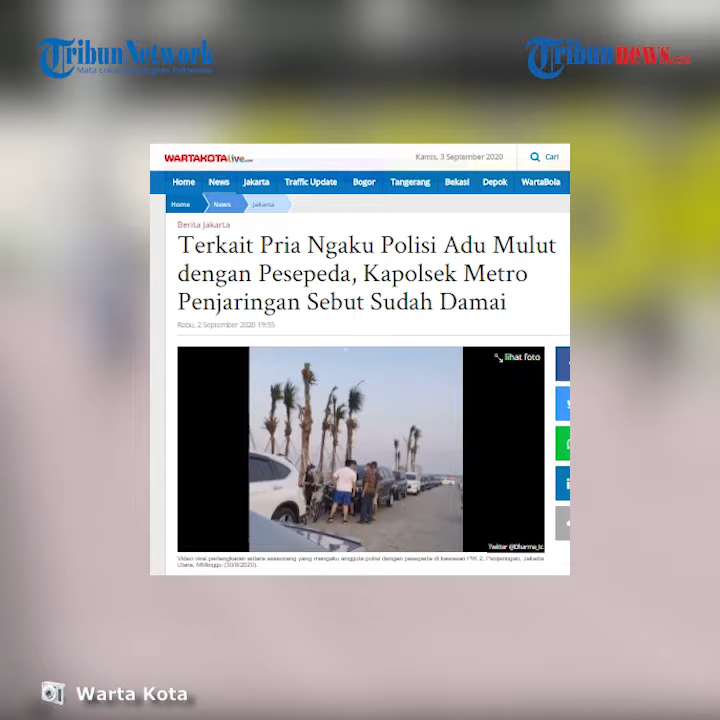 Tribun Network
Mata Lokal Menjangkau Indonesia
Tribunnews.com
WARTAKOTAlive.com
Kamis, 3 September 2020
Cari
Home News Jakarta Traffic Update Bogor Tangerang Bekasi Depok WartaBola
Home News Jakarta
Berita Jakarta
Terkait Pria Ngaku Polisi Adu Mulut
dengan Pesepeda, Kapolsek Metro
Penjaringan Sebut Sudah Damai
Rabu, 2 September 2020 19:55
lihat foto
Twitter @Dharma_tc
Video viral pertengkaran antara seseorang yang mengaku anggota polisi dengan pesepeda di kawasan PIK 2, Penjaringan, Jakarta
Utara, MMinggu (30/8/2020).
Warta Kota